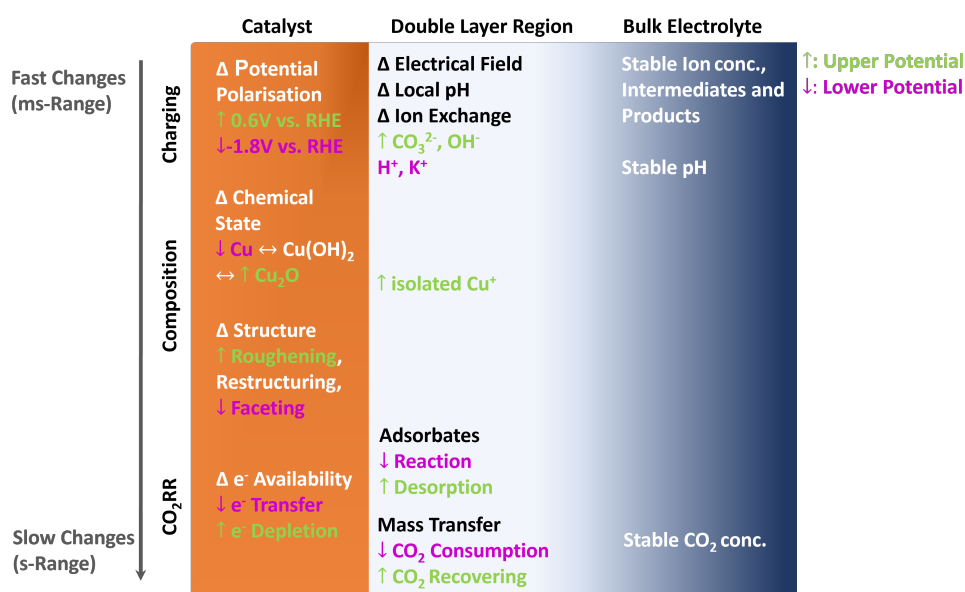 Catalyst
Double Layer Region
Bulk Electrolyte
Fast Changes
(ms-Range)
Slow Changes
(s-Range)
Charging
Composition
CO₂RR
Δ Potential
Polarisation
↑ 0.6V vs. RHE
↓-1.8V vs. RHE
Δ Chemical
State
↓ Cu ↔ Cu(OH)₂
↔ ↑ Cu₂O
Δ Structure
↑ Roughening,
Restructuring,
↓ Faceting
Δ e⁻ Availability
↓ e⁻ Transfer
↑ e⁻ Depletion
Δ Electrical Field
Δ Local pH
Δ Ion Exchange
↑ CO₃²⁻, OH⁻
H⁺, K⁺
↑ isolated Cu⁺
Adsorbates
↓ Reaction
↑ Desorption
Mass Transfer
↓ CO₂ Consumption
↑ CO₂ Recovering
Stable Ion conc.,
Intermediates and
Products
Stable pH
Stable CO₂ conc.
↑: Upper Potential
↓: Lower Potential